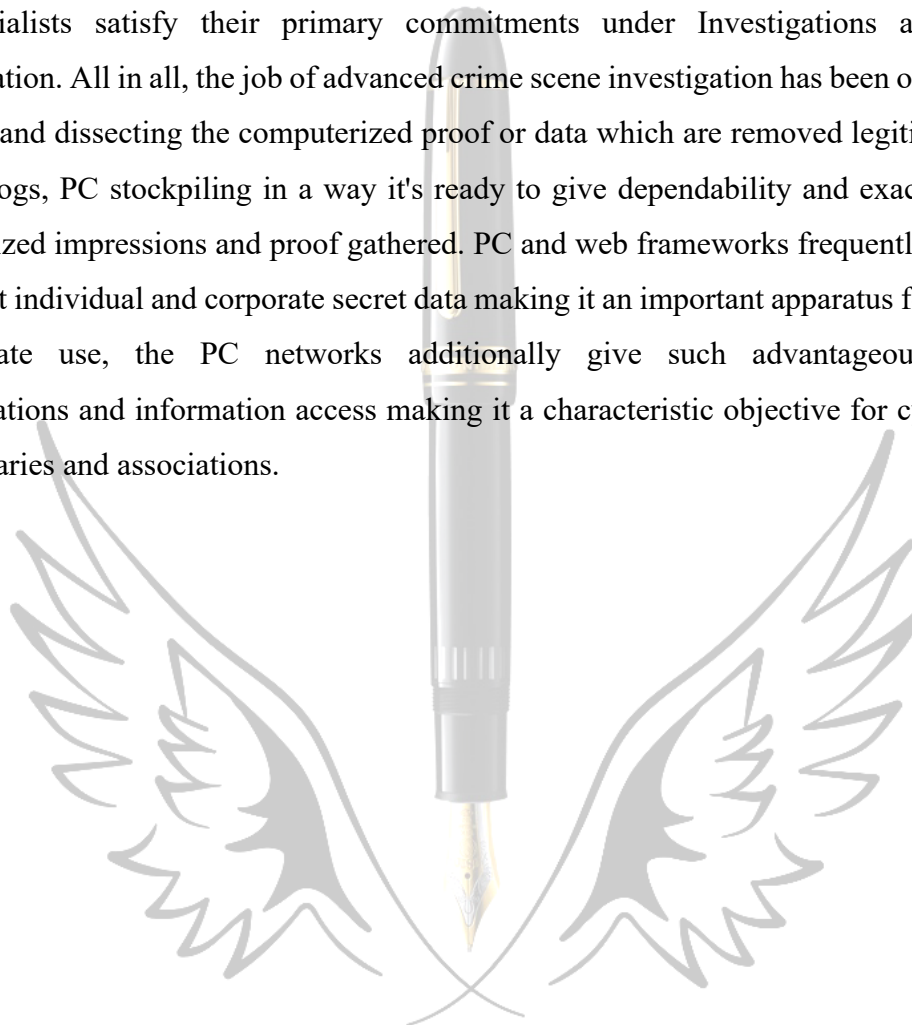 ialists satisfy their primary commitments under Investigations a
tion. All in all, the job of advanced crime scene investigation has been o
and dissecting the computerized proof or data which are removed legiti
ogs, PC stockpiling in a way it's ready to give dependability and exac
ized impressions and proof gathered. PC and web frameworks frequentl
t individual and corporate secret data making it an important apparatus f
ate use, the PC networks additionally give such advantageou
ations and information access making it a characteristic objective for c
aries and associations.